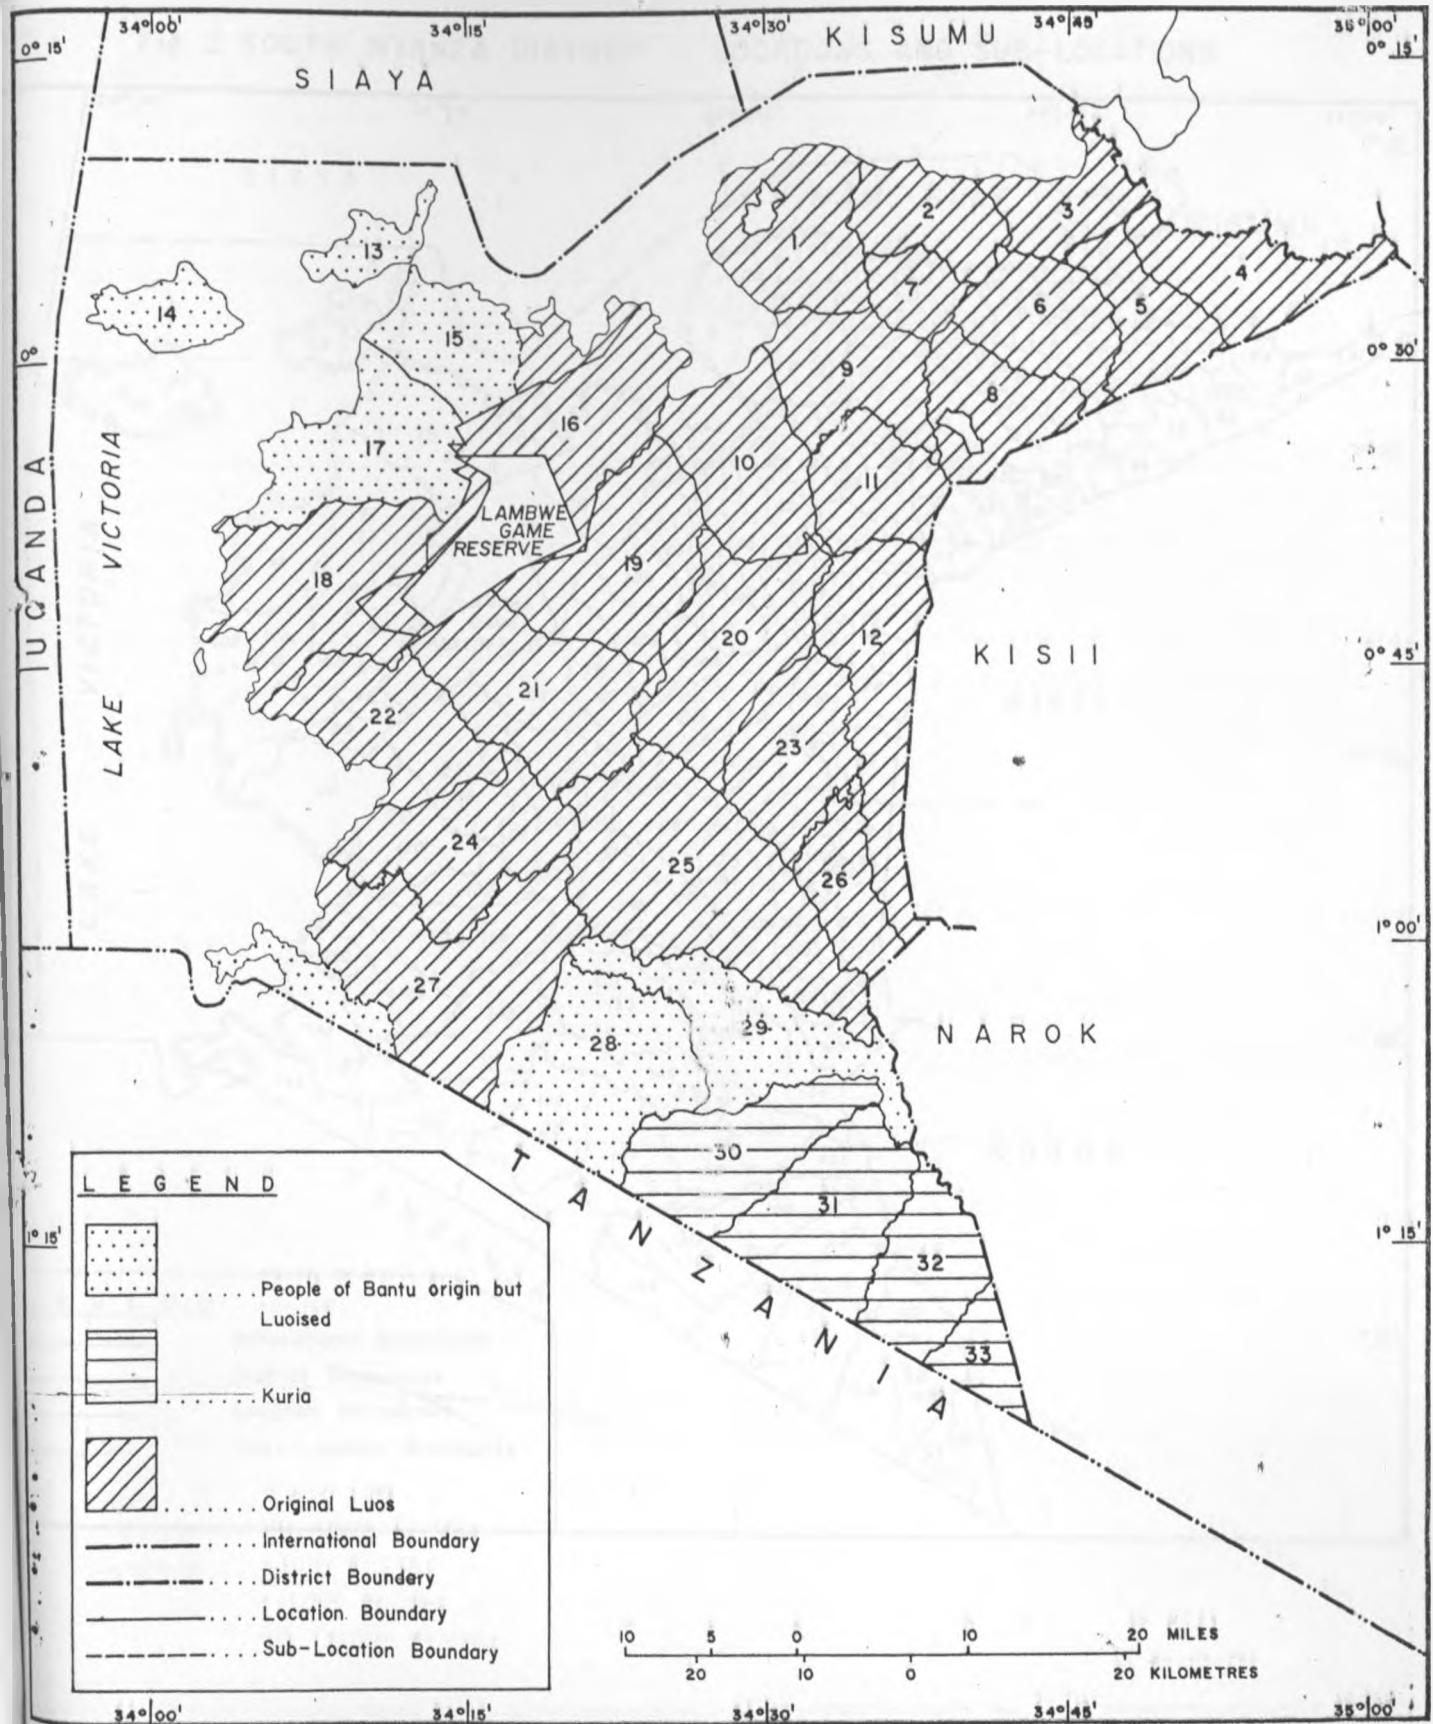 34°00' 34°15' 34°30' 34°45' 35°00'
0°15' 0°15'
KISUMU
SIAYA
1
2
3
4
5
6
7
8
9
10
11
12
13
14
15
16
17
18
19
20
21
22
23
24
25
26
27
28
29
30
31
32
33
0° 0°30'
LAMBWE
GAME
RESERVE
UGANDA
LAKE VICTORIA
KISII
0°45'
1°00'
NAROK
TANZANIA
1°15' 1°15'
LEGEND
........ People of Bantu origin but
Luoised
........ Kuria
........ Original Luos
.... International Boundary
.... District Boundary
.... Location Boundary
.... Sub-Location Boundary
10 5 0 10 20 MILES
20 10 0 20 KILOMETRES
34°00' 34°15' 34°30' 34°45' 35°00'